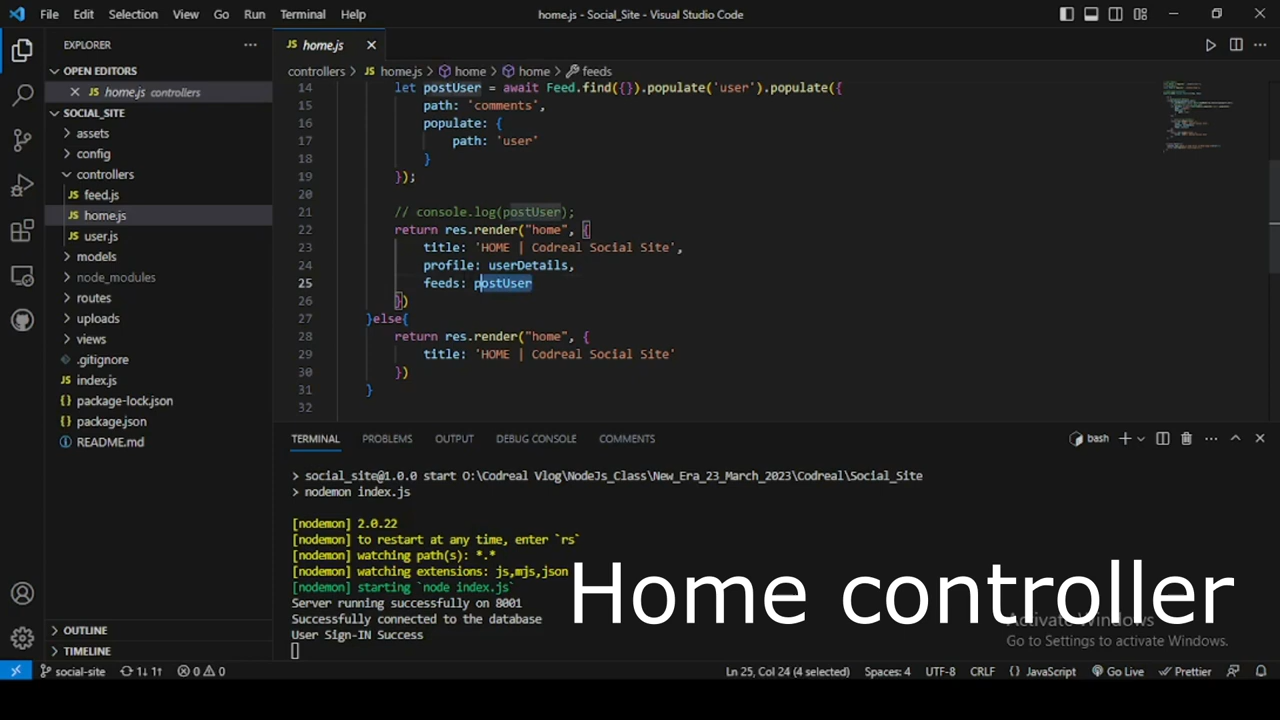 File Edit Selection View Go Run Terminal Help
home.js - Social_Site - Visual Studio Code
EXPLORER
OPEN EDITORS
JS home.js controllers
SOCIAL_SITE
assets
config
controllers
JS feed.js
JS home.js
JS user.js
models
node_modules
routes
uploads
views
.gitignore
JS index.js
{} package-lock.json
{} package.json
README.md
OUTLINE
TIMELINE
JS home.js
controllers > JS home.js > home > home > feeds
14 let postUser = await Feed.find({}).populate('user').populate({
15 path: 'comments',
16 populate: {
17 path: 'user'
18 }
19 });
20
21 // console.log(postUser);
22 return res.render("home", {
23 title: 'HOME | Codreal Social Site',
24 profile: userDetails,
25 feeds: postUser
26 })
27 }else{
28 return res.render("home", {
29 title: 'HOME | Codreal Social Site'
30 })
31 }
32
TERMINAL PROBLEMS OUTPUT DEBUG CONSOLE COMMENTS
bash
> social_site@1.0.0 start O:\Codreal Vlog\NodeJs_Class\New_Era_23_March_2023\Codreal\Social_Site
> nodemon index.js
[nodemon] 2.0.22
[nodemon] to restart at any time, enter `rs`
[nodemon] watching path(s): *.*
[nodemon] watching extensions: js,mjs,json
[nodemon] starting `node index.js`
Server running successfully on 8001
Successfully connected to the database
User Sign-IN Success
Home controller
Activate Windows
Go to Settings to activate Windows.
social-site 1↓ 1↑ 0 0 Ln 25, Col 24 (4 selected) Spaces: 4 UTF-8 CRLF {} JavaScript Go Live Prettier